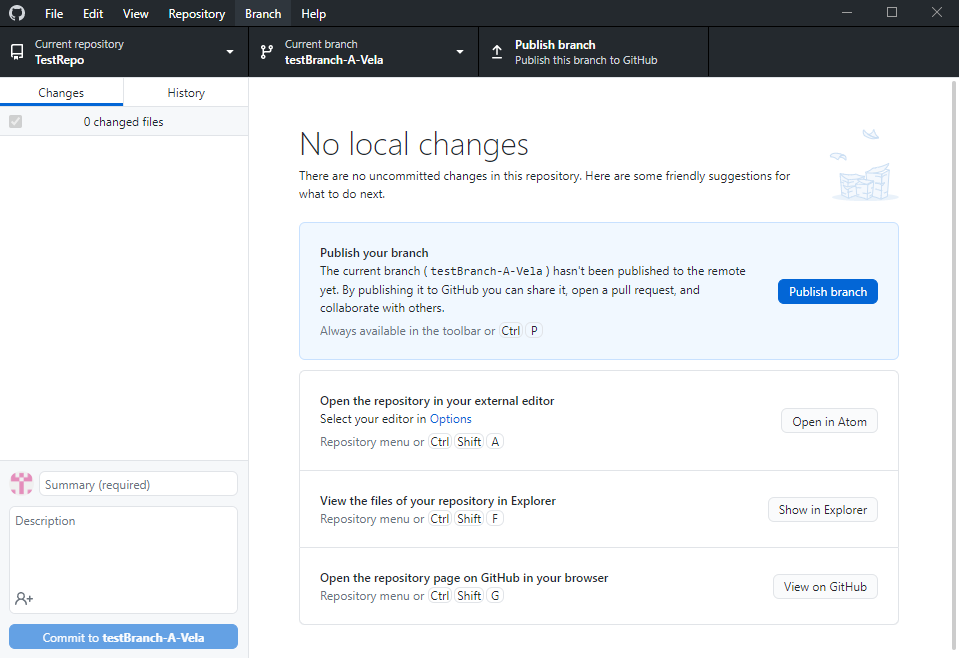 File Edit View Repository Branch Help
Current repository
TestRepo
Current branch
testBranch-A-Vela
Publish branch
Publish this branch to GitHub
Changes
History
0 changed files
No local changes
There are no uncommitted changes in this repository. Here are some friendly suggestions for
what to do next.
Publish your branch
The current branch ( testBranch-A-Vela ) hasn't been published to the remote
yet. By publishing it to GitHub you can share it, open a pull request, and
collaborate with others.
Always available in the toolbar or Ctrl P
Publish branch
Open the repository in your external editor
Select your editor in Options
Repository menu or Ctrl Shift A
Open in Atom
View the files of your repository in Explorer
Repository menu or Ctrl Shift F
Show in Explorer
Open the repository page on GitHub in your browser
Repository menu or Ctrl Shift G
View on GitHub
Summary (required)
Description
Commit to testBranch-A-Vela